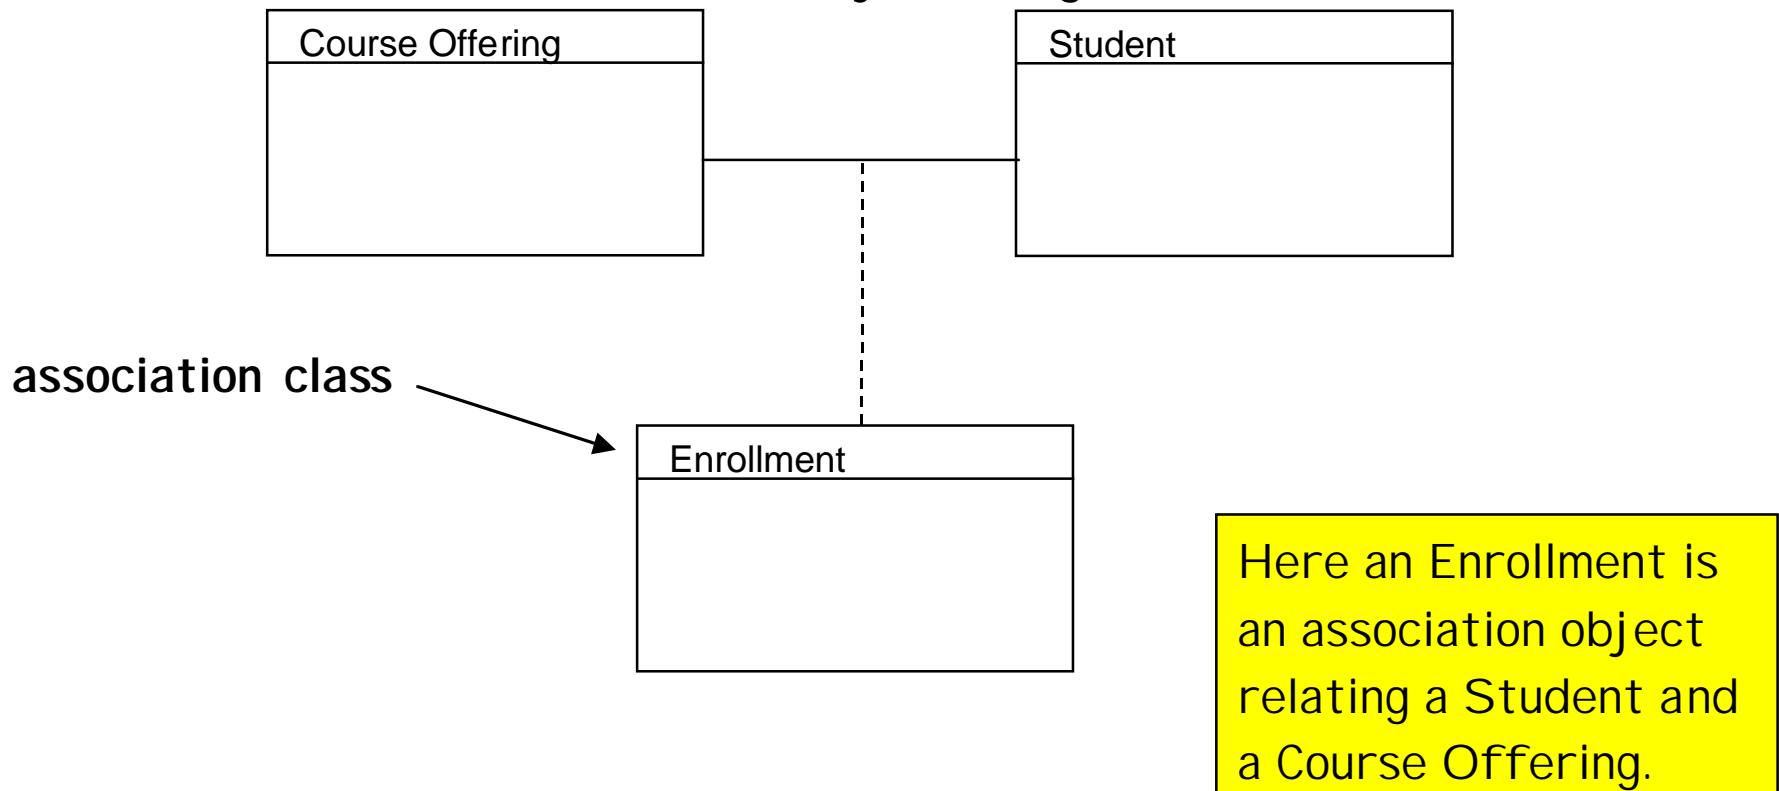 Course Offering
Student
association class
Enrollment
Here an Enrollment is
an association object
relating a Student and
a Course Offering.